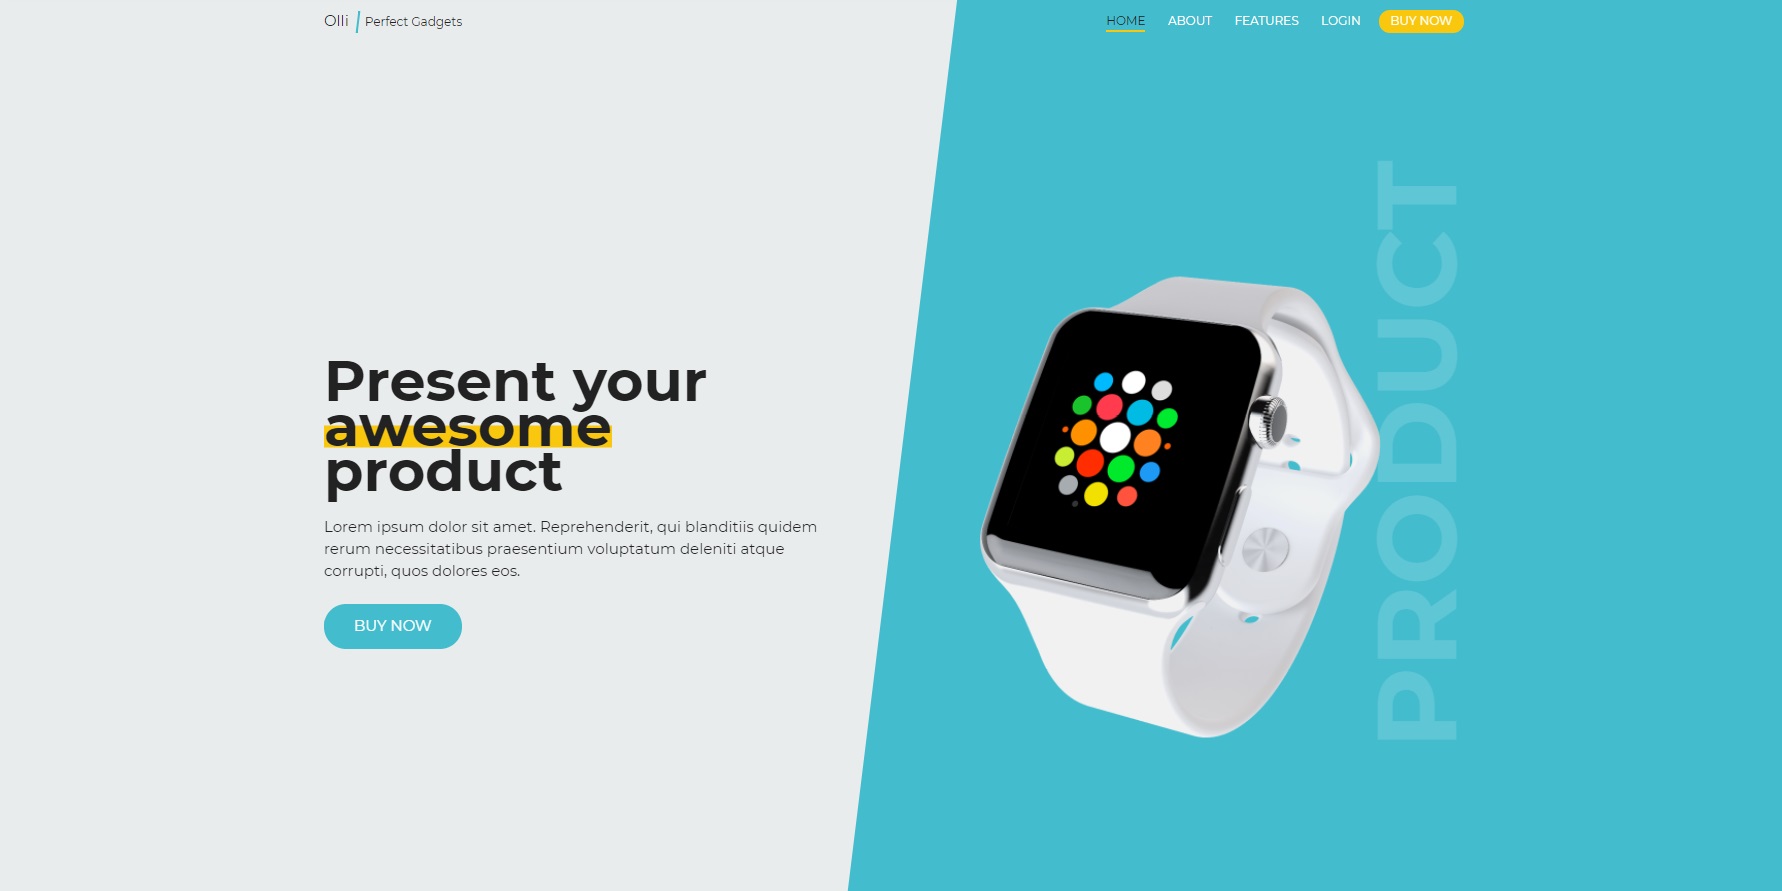 Olli / Perfect Gadgets
HOME ABOUT FEATURES LOGIN BUY NOW
Present your
awesome
product
Lorem ipsum dolor sit amet. Reprehenderit, qui blanditiis quidem
rerum necessitatibus praesentium voluptatum deleniti atque
corrupti, quos dolores eos.
BUY NOW
PRODUCT